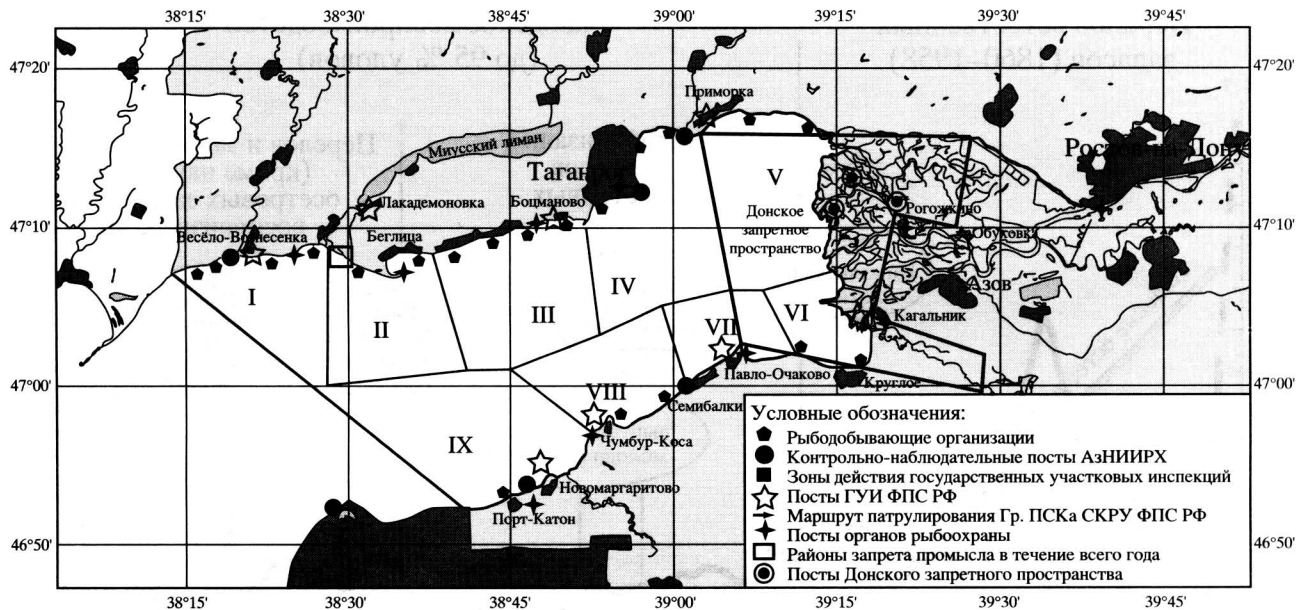 38°15' 38°30' 38°45' 39°00' 39°15' 39°30' 39°45'
47°20' 47°20'
Приморка
Ростов-на-Дону
Миусский лиман
Таганрог
V
Лакадемоновка
Боцманово
47°10' 47°10'
Донское
запретное
пространство
Рогожкино
Обуховка
Весёло-Вознесенка
Беглица
I
II
III
IV
Азов
VI
Кагальник
VII
47°00' 47°00'
Павло-Очаково
Круглое
Семибалки
VIII
Чумбур-Коса
IX
Новомаргаритово
Порт-Катон
46°50' 46°50'
Условные обозначения:
Рыбодобывающие организации
Контрольно-наблюдательные посты АзНИИРХ
Зоны действия государственных участковых инспекций
Посты ГУИ ФПС РФ
Маршрут патрулирования Гр. ПСКа СКРУ ФПС РФ
Посты органов рыбоохраны
Районы запрета промысла в течение всего года
Посты Донского запретного пространства
38°15' 38°30' 38°45' 39°00' 39°15' 39°30' 39°45'